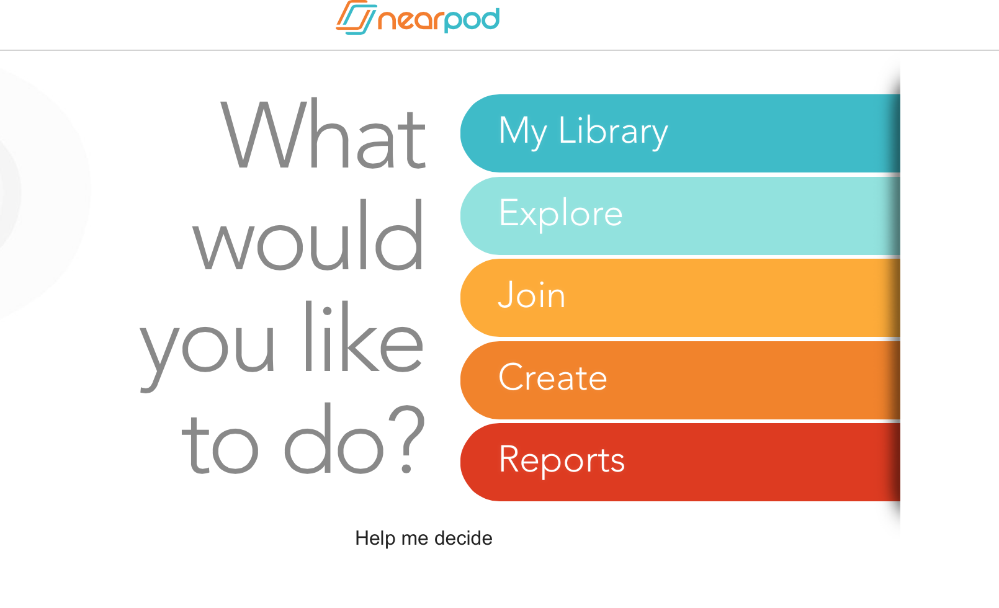 nearpod
What
would
you like
to do?
My Library
Explore
Join
Create
Reports
Help me decide